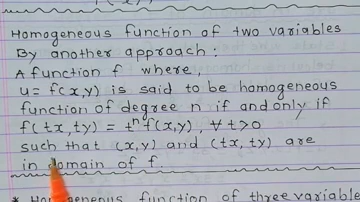 Homogeneous function of two variables
By another approach:
A function f where,
u = f(x,y) is said to be homogeneous
function of degree n if and only if
f(tx, ty) = tⁿf(x,y), ∀ t>0
such that (x,y) and (tx, ty) are
in domain of f.
* Homogeneous function of three variable